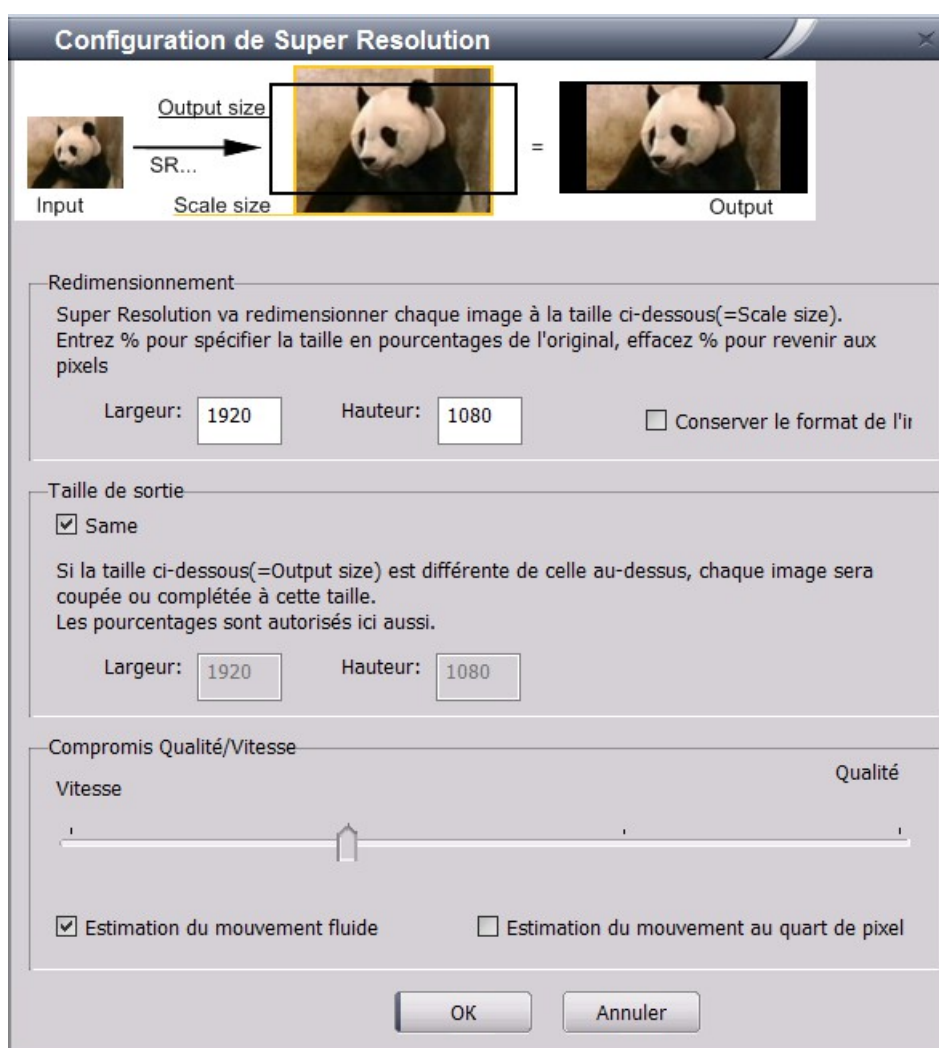 Configuration de Super Resolution
Output size
SR...
=
Input
Scale size
Output
Redimensionnement
Super Resolution va redimensionner chaque image à la taille ci-dessous(=Scale size).
Entrez % pour spécifier la taille en pourcentages de l'original, effacez % pour revenir aux
pixels
Largeur: 1920 Hauteur: 1080 Conserver le format de l'ir
Taille de sortie
Same
Si la taille ci-dessous(=Output size) est différente de celle au-dessus, chaque image sera
coupée ou complétée à cette taille.
Les pourcentages sont autorisés ici aussi.
Largeur: 1920 Hauteur: 1080
Compromis Qualité/Vitesse
Vitesse
Qualité
Estimation du mouvement fluide Estimation du mouvement au quart de pixel
OK Annuler